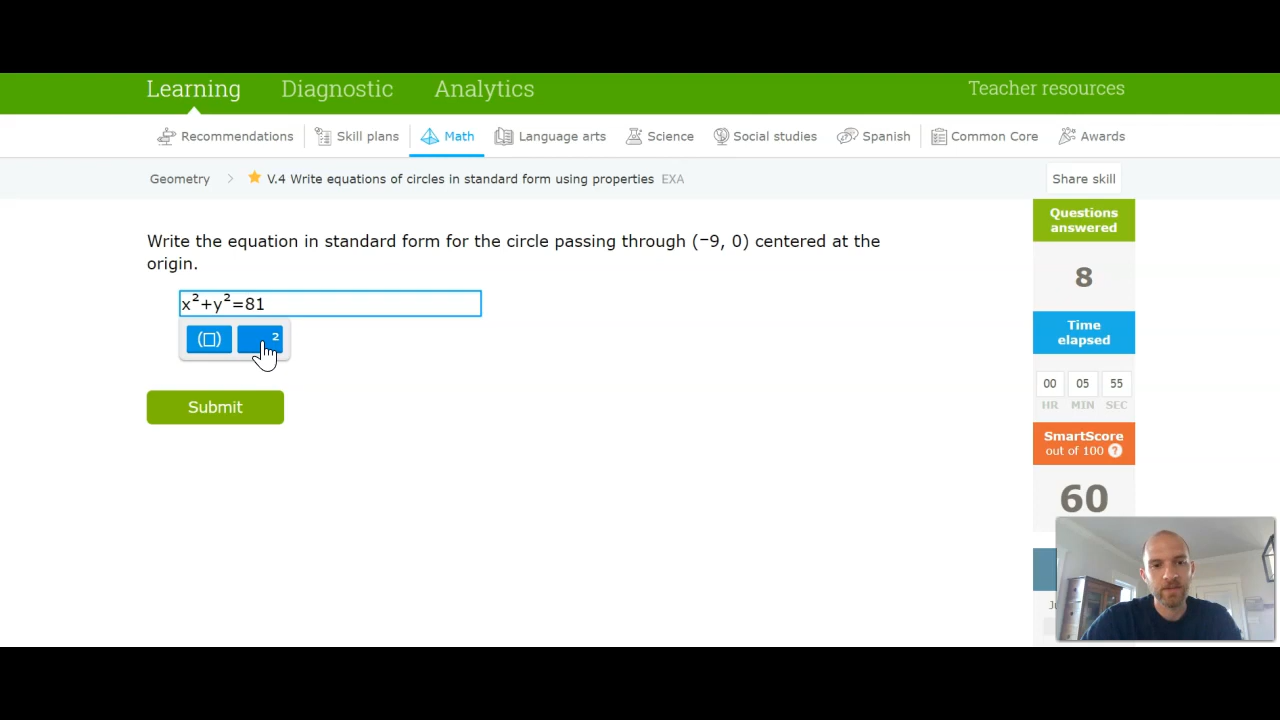 Learning Diagnostic Analytics Teacher resources
Recommendations Skill plans Math Language arts Science Social studies Spanish Common Core Awards
Geometry > V.4 Write equations of circles in standard form using properties EXA Share skill
Write the equation in standard form for the circle passing through (⁻9, 0) centered at the
origin.
x²+y²=81
(□) ²
Submit
Questions
answered
8
Time
elapsed
00 05 55
HR MIN SEC
SmartScore
out of 100 ?
60